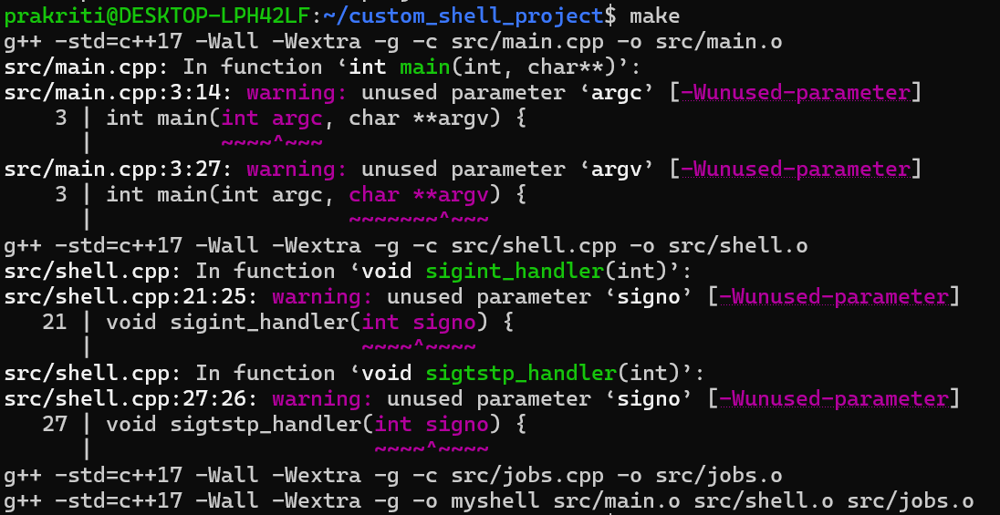 prakriti@DESKTOP-LPH42LF:~/custom_shell_project$ make
g++ -std=c++17 -Wall -Wextra -g -c src/main.cpp -o src/main.o
src/main.cpp: In function ‘int main(int, char**)’:
src/main.cpp:3:14: warning: unused parameter ‘argc’ [-Wunused-parameter]
    3 | int main(int argc, char **argv) {
      |          ~~~~^~~~
src/main.cpp:3:27: warning: unused parameter ‘argv’ [-Wunused-parameter]
    3 | int main(int argc, char **argv) {
      |                    ~~~~~~~^~~~
g++ -std=c++17 -Wall -Wextra -g -c src/shell.cpp -o src/shell.o
src/shell.cpp: In function ‘void sigint_handler(int)’:
src/shell.cpp:21:25: warning: unused parameter ‘signo’ [-Wunused-parameter]
   21 | void sigint_handler(int signo) {
      |                     ~~~~^~~~~
src/shell.cpp: In function ‘void sigtstp_handler(int)’:
src/shell.cpp:27:26: warning: unused parameter ‘signo’ [-Wunused-parameter]
   27 | void sigtstp_handler(int signo) {
      |                      ~~~~^~~~~
g++ -std=c++17 -Wall -Wextra -g -c src/jobs.cpp -o src/jobs.o
g++ -std=c++17 -Wall -Wextra -g -o myshell src/main.o src/shell.o src/jobs.o